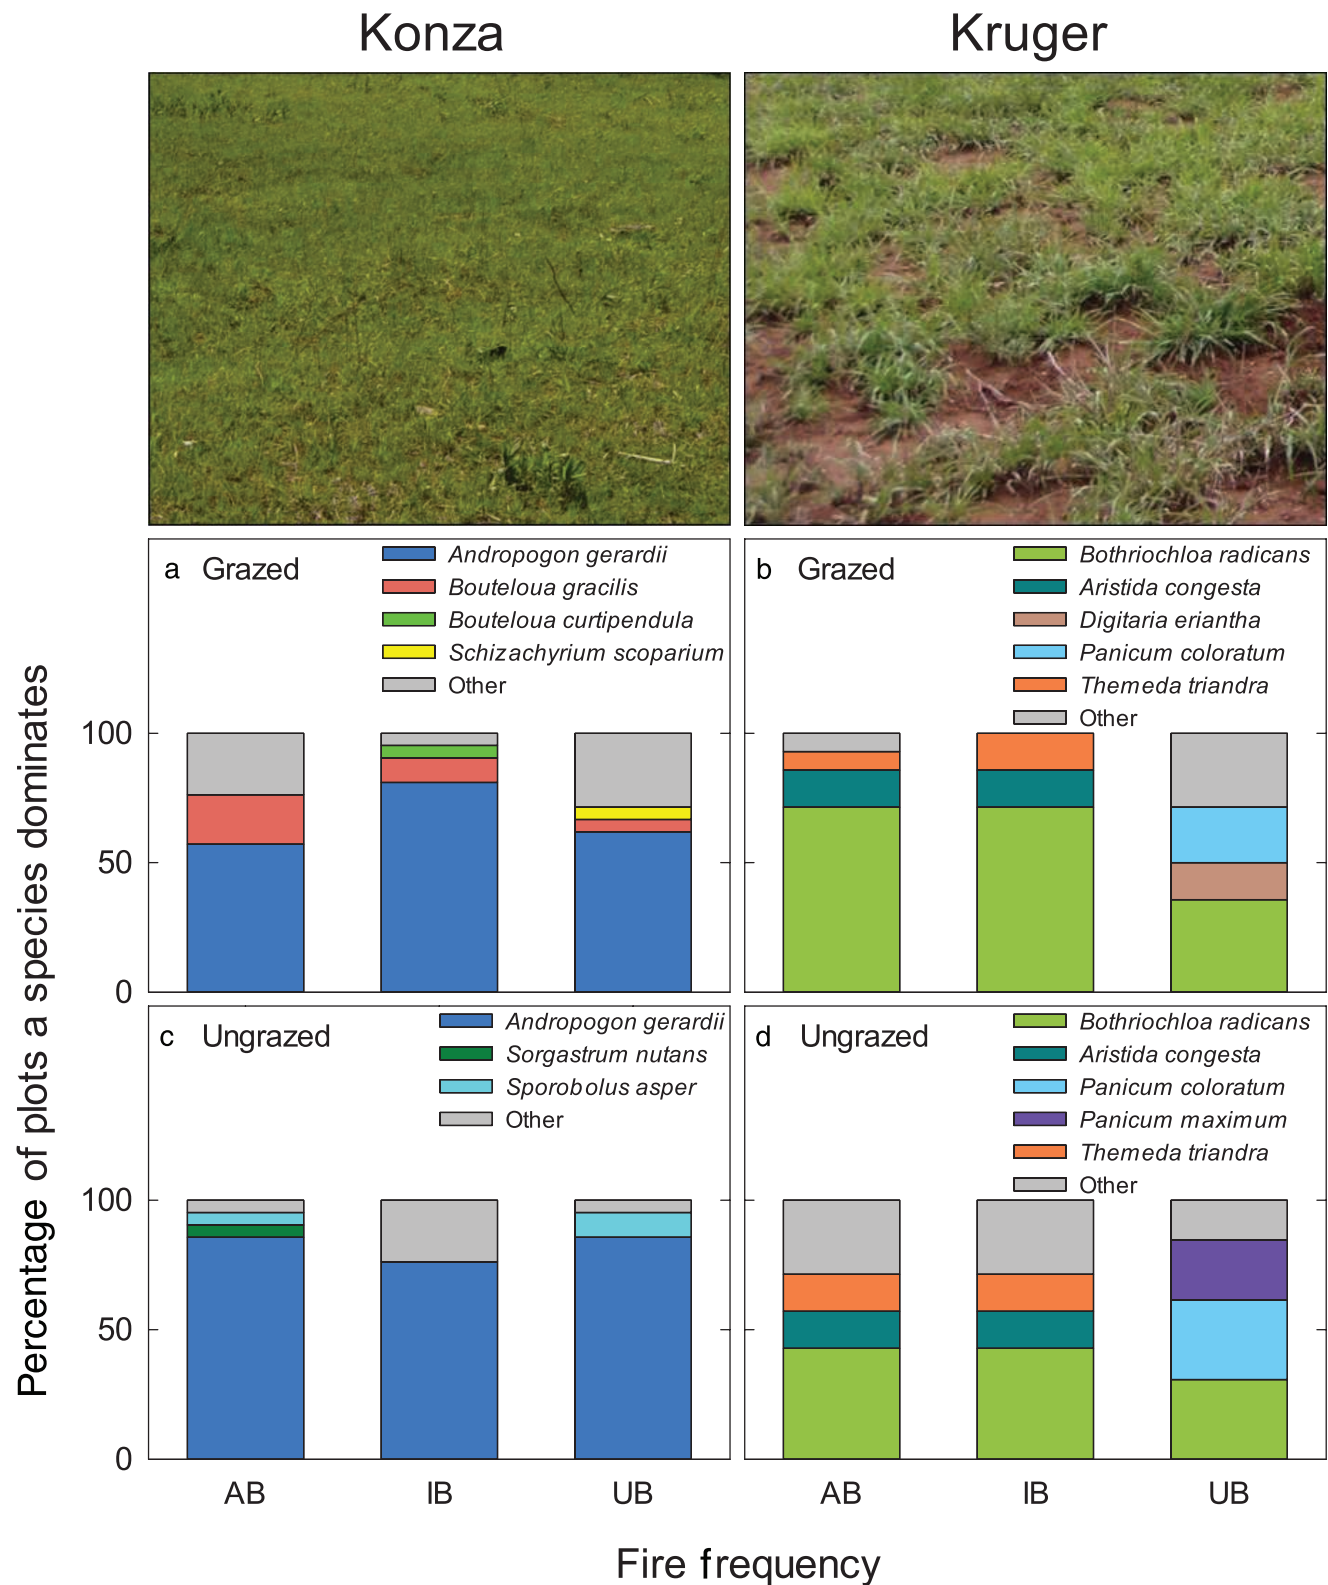 Konza
Kruger
a Grazed
Andropogon gerardii
Bouteloua gracilis
Bouteloua curtipendula
Schizachyrium scoparium
Other
b Grazed
Bothriochloa radicans
Aristida congesta
Digitaria eriantha
Panicum coloratum
Themeda triandra
Other
100
50
0
c Ungrazed
Andropogon gerardii
Sorgastrum nutans
Sporobolus asper
Other
d Ungrazed
Bothriochloa radicans
Aristida congesta
Panicum coloratum
Panicum maximum
Themeda triandra
Other
100
50
0
AB
IB
UB
AB
IB
UB
Percentage of plots a species dominates
Fire frequency